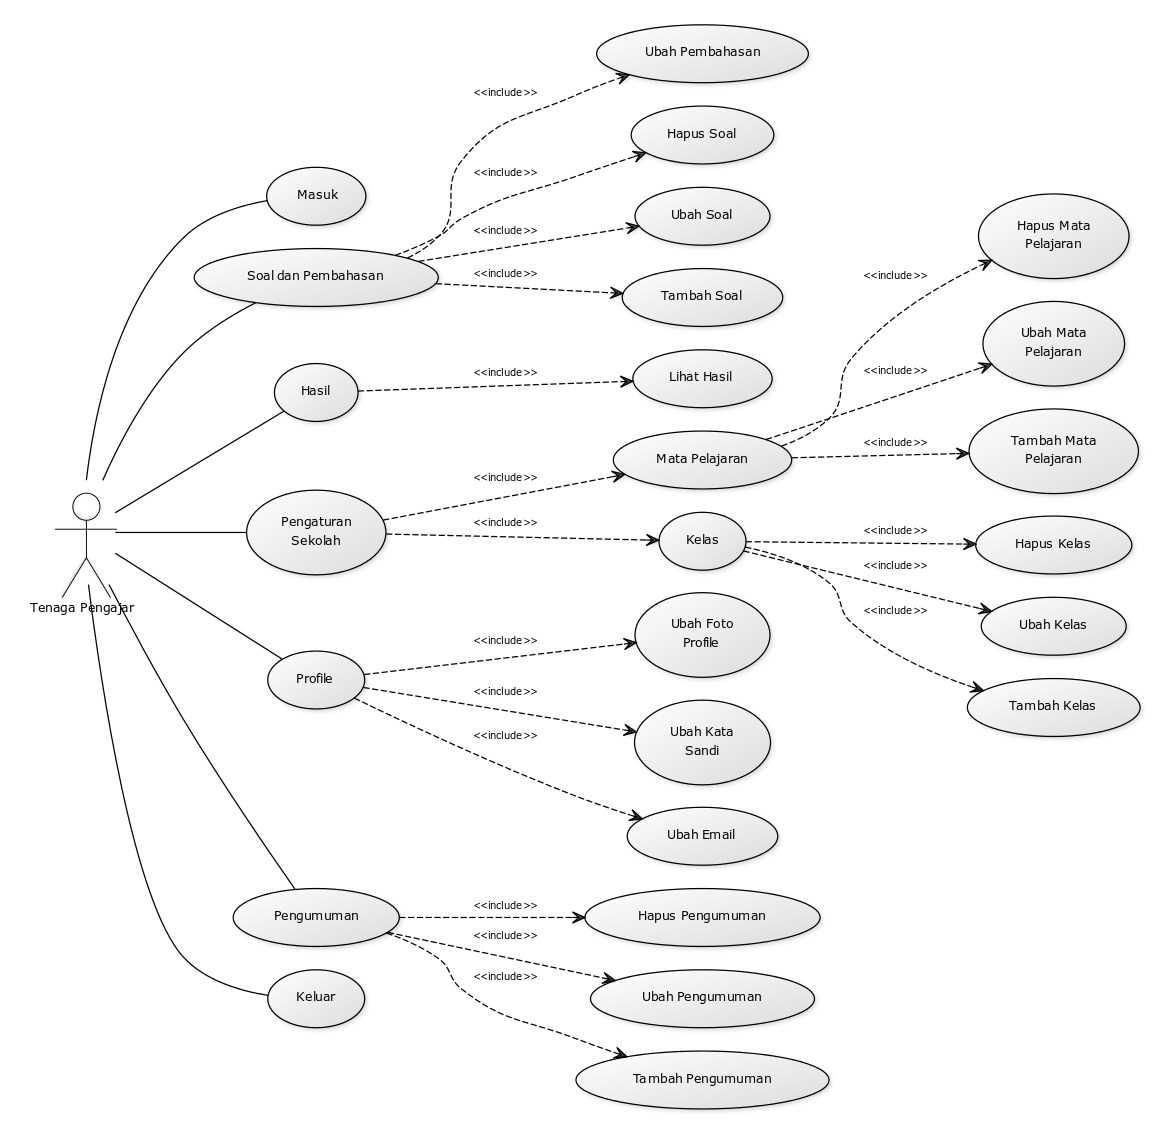 Ubah Pembahasan
<<include>>
Hapus Soal
<<include>>
Masuk
Ubah Soal
<<include>>
Soal dan Pembahasan
<<include>>
Tambah Soal
Hapus Mata
Pelajaran
<<include>>
Ubah Mata
Pelajaran
<<include>>
Hasil
<<include>>
Lihat Hasil
Mata Pelajaran
<<include>>
Tambah Mata
Pelajaran
<<include>>
Pengaturan
Sekolah
<<include>>
Kelas
<<include>>
Hapus Kelas
<<include>>
Ubah Kelas
<<include>>
Tambah Kelas
Tenaga Pengajar
<<include>>
Ubah Foto
Profile
Profile
<<include>>
Ubah Kata
Sandi
<<include>>
Ubah Email
Pengumuman
<<include>>
Hapus Pengumuman
<<include>>
Ubah Pengumuman
<<include>>
Keluar
Tambah Pengumuman